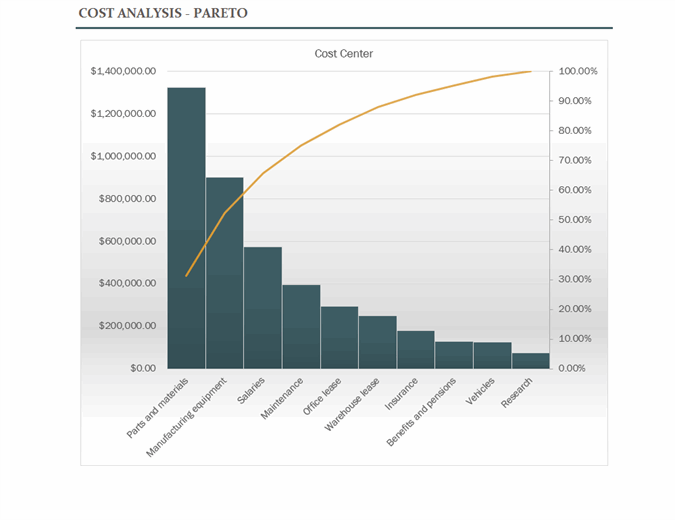 COST ANALYSIS - PARETO
Cost Center
$1,400,000.00
$1,200,000.00
$1,000,000.00
$800,000.00
$600,000.00
$400,000.00
$200,000.00
$0.00
100.00%
90.00%
80.00%
70.00%
60.00%
50.00%
40.00%
30.00%
20.00%
10.00%
0.00%
Parts and materials
Manufacturing equipment
Salaries
Maintenance
Office lease
Warehouse lease
Insurance
Benefits and pensions
Vehicles
Research